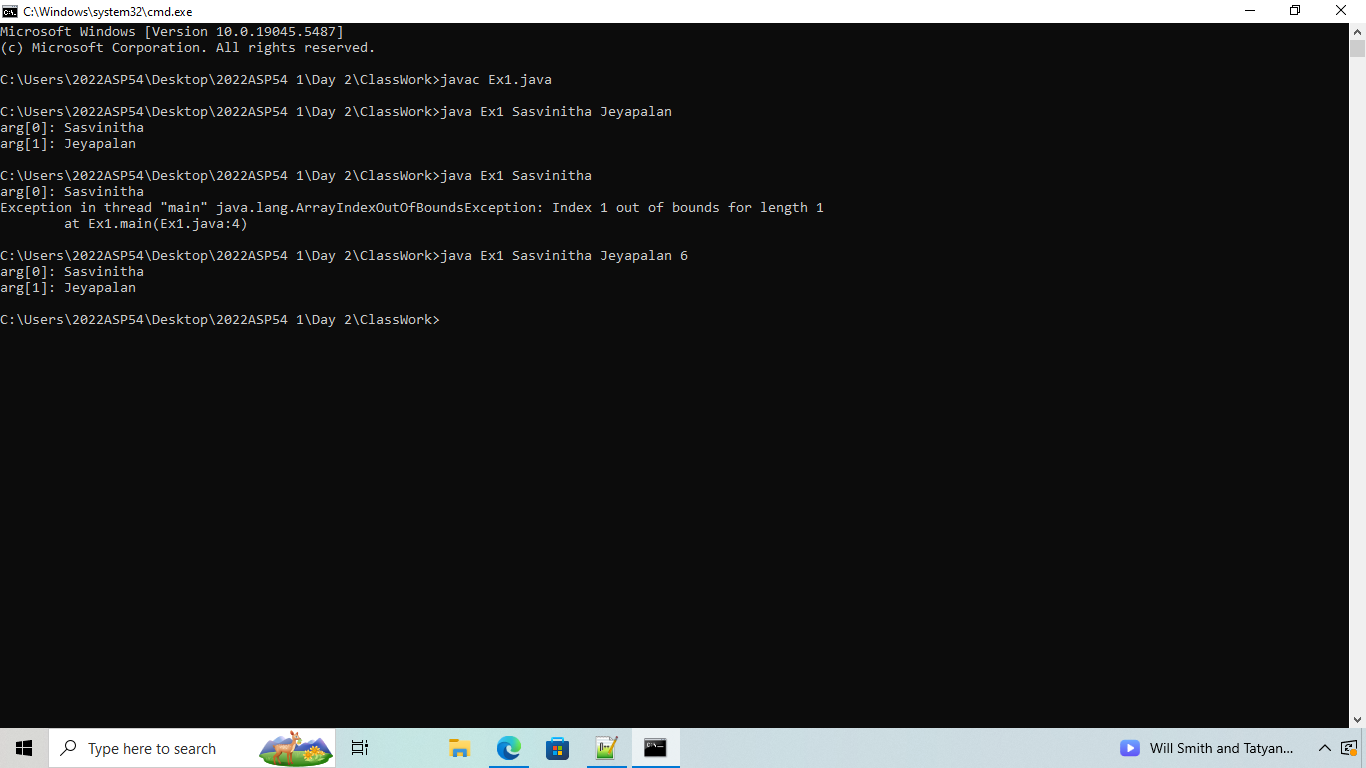 C:\Windows\system32\cmd.exe
Microsoft Windows [Version 10.0.19045.5487]
(c) Microsoft Corporation. All rights reserved.
C:\Users\2022ASP54\Desktop\2022ASP54 1\Day 2\ClassWork>javac Ex1.java
C:\Users\2022ASP54\Desktop\2022ASP54 1\Day 2\ClassWork>java Ex1 Sasvinitha Jeyapalan
arg[0]: Sasvinitha
arg[1]: Jeyapalan
C:\Users\2022ASP54\Desktop\2022ASP54 1\Day 2\ClassWork>java Ex1 Sasvinitha
arg[0]: Sasvinitha
Exception in thread "main" java.lang.ArrayIndexOutOfBoundsException: Index 1 out of bounds for length 1
        at Ex1.main(Ex1.java:4)
C:\Users\2022ASP54\Desktop\2022ASP54 1\Day 2\ClassWork>java Ex1 Sasvinitha Jeyapalan 6
arg[0]: Sasvinitha
arg[1]: Jeyapalan
C:\Users\2022ASP54\Desktop\2022ASP54 1\Day 2\ClassWork>
Type here to search
Will Smith and Tatyan...